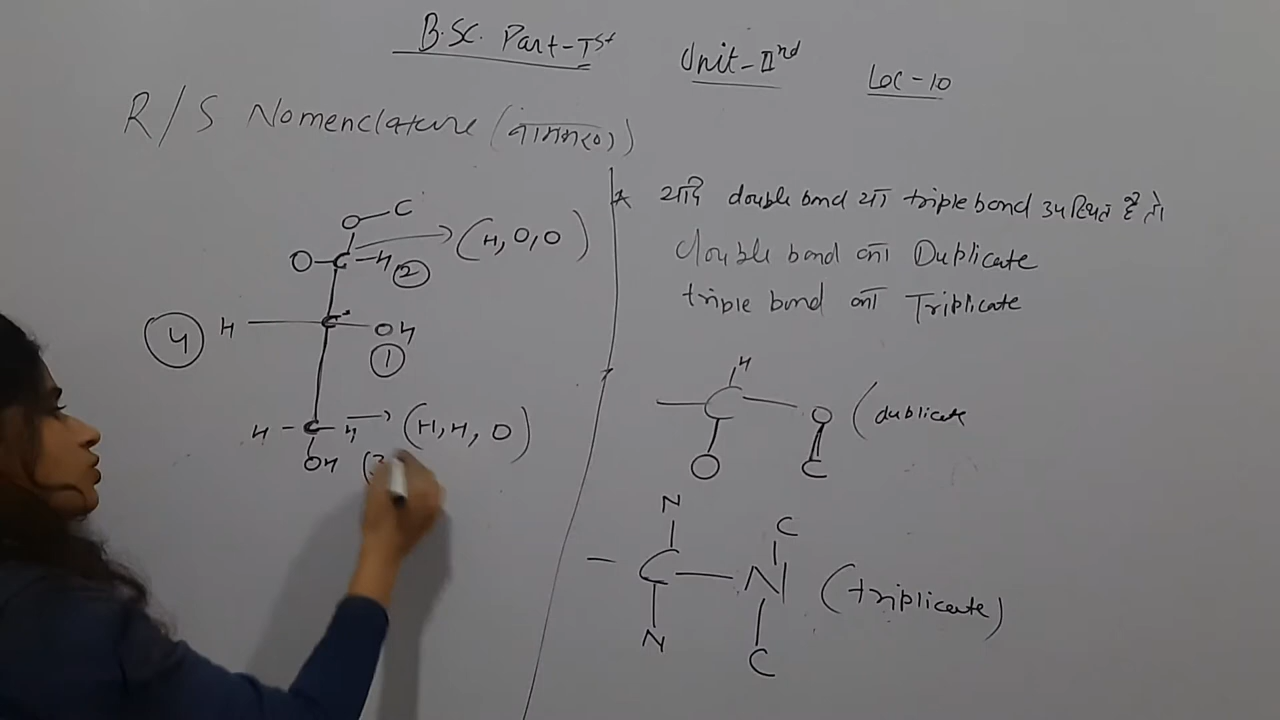 B.Sc. Part-Ist Unit-IInd Lec-10
R/S Nomenclature (नामकरण)
O-C
O-C-H (H,O,O)
2
4 H C* OH
1
H-C-H (H,H,O)
OH (3
* यदि double bond या triple bond उपस्थित है तो
double bond का Duplicate
triple bond का Triplicate
H
C O (dublicate
O C
N C
- C - N (triplicate)
N C